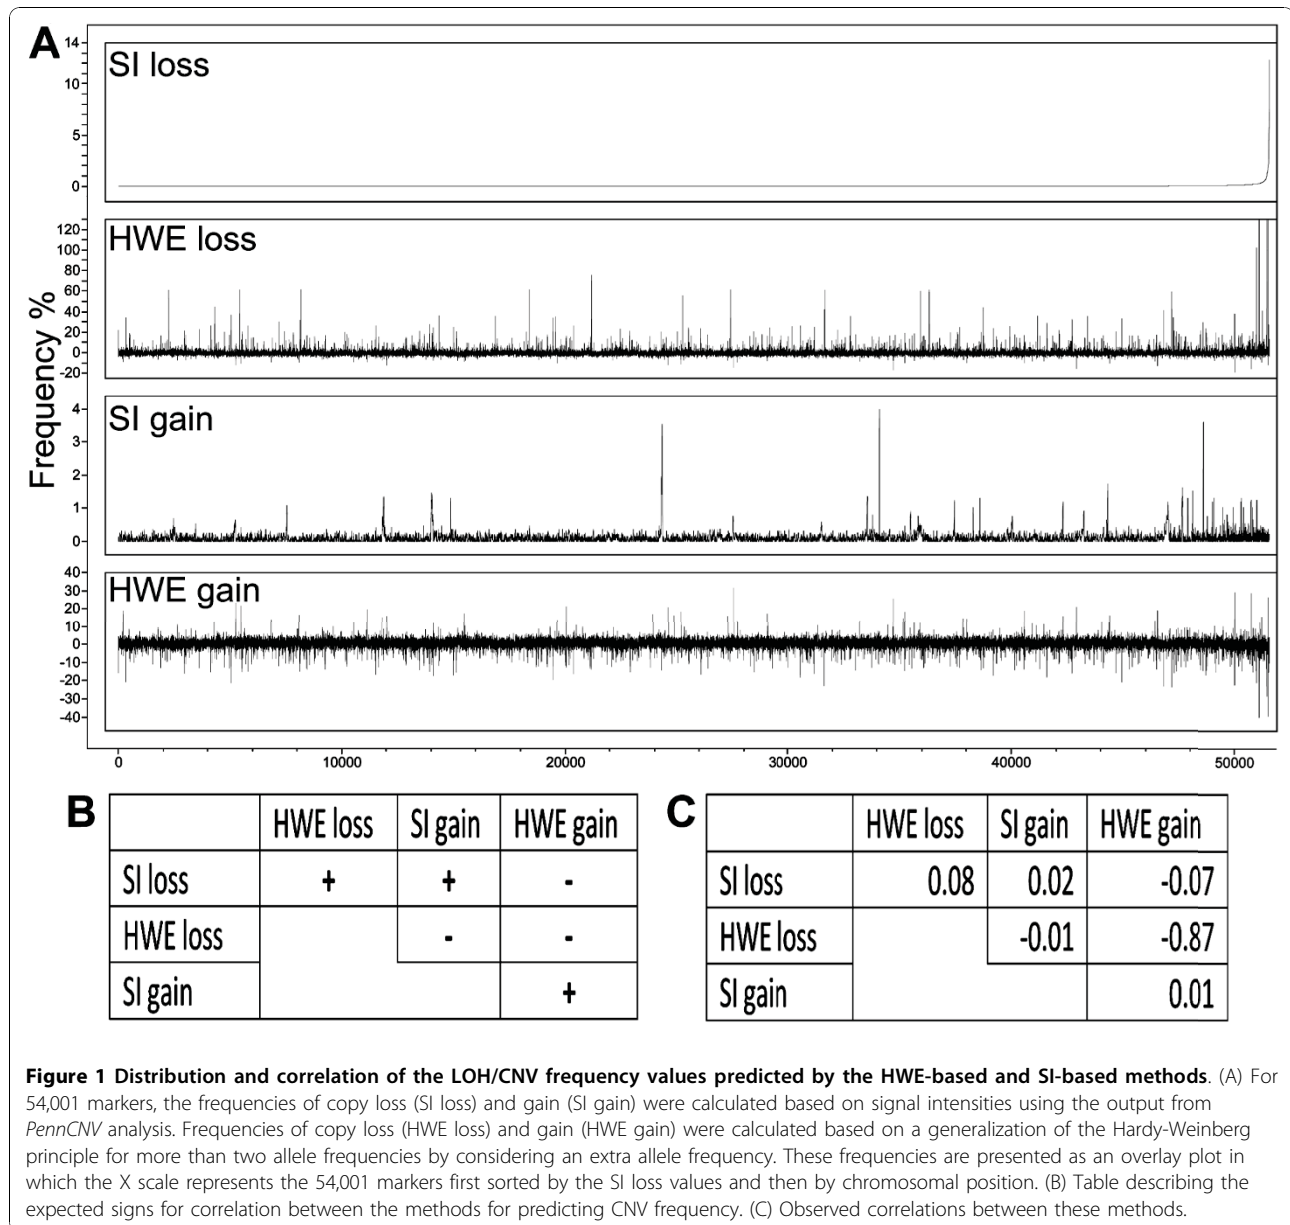 A
SI loss
14
10
5
0
HWE loss
120
100
80
60
40
20
0
-20
Frequency %
SI gain
4
3
2
1
0
HWE gain
40
30
20
10
0
-10
-20
-30
-40
0 10000 20000 30000 40000 50000
B
HWE loss SI gain HWE gain
SI loss + + -
HWE loss - -
SI gain +
C
HWE loss SI gain HWE gain
SI loss 0.08 0.02 -0.07
HWE loss -0.01 -0.87
SI gain 0.01
Figure 1 Distribution and correlation of the LOH/CNV frequency values predicted by the HWE-based and SI-based methods. (A) For
54,001 markers, the frequencies of copy loss (SI loss) and gain (SI gain) were calculated based on signal intensities using the output from
PennCNV analysis. Frequencies of copy loss (HWE loss) and gain (HWE gain) were calculated based on a generalization of the Hardy-Weinberg
principle for more than two allele frequencies by considering an extra allele frequency. These frequencies are presented as an overlay plot in
which the X scale represents the 54,001 markers first sorted by the SI loss values and then by chromosomal position. (B) Table describing the
expected signs for correlation between the methods for predicting CNV frequency. (C) Observed correlations between these methods.